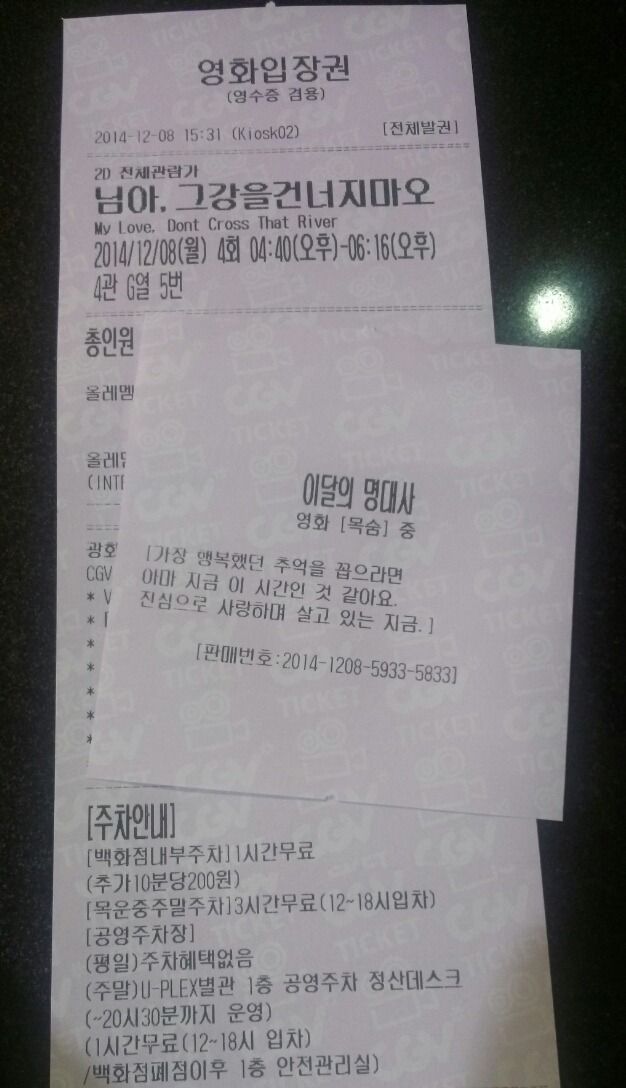 영화입장권
(영수증 겸용)
2014-12-08 15:31 (Kiosk02) [전체발권]
2D 전체관람가
님아, 그강을건너지마오
My Love, Dont Cross That River
2014/12/08(월) 4회 04:40(오후)-06:16(오후)
4관 G열 5번
총인원
올레멤
올레
(INTE
광화
CGV
* V
*
*
*
*
*
*
이달의 명대사
영화 [목숨] 중
[가장 행복했던 추억을 꼽으라면
아마 지금 이 시간인 것 같아요.
진심으로 사랑하며 살고 있는 지금.]
[판매번호:2014-1208-5933-5833]
[주차안내]
[백화점내부주차]1시간무료
(추가10분당200원)
[목운중주말주차]3시간무료(12~18시입차)
[공영주차장]
(평일)주차혜택없음
(주말)U-PLEX별관 1층 공영주차 정산데스크
(~20시30분까지 운영)
(1시간무료(12~18시 입차)
/백화점폐점이후 1층 안전관리실)